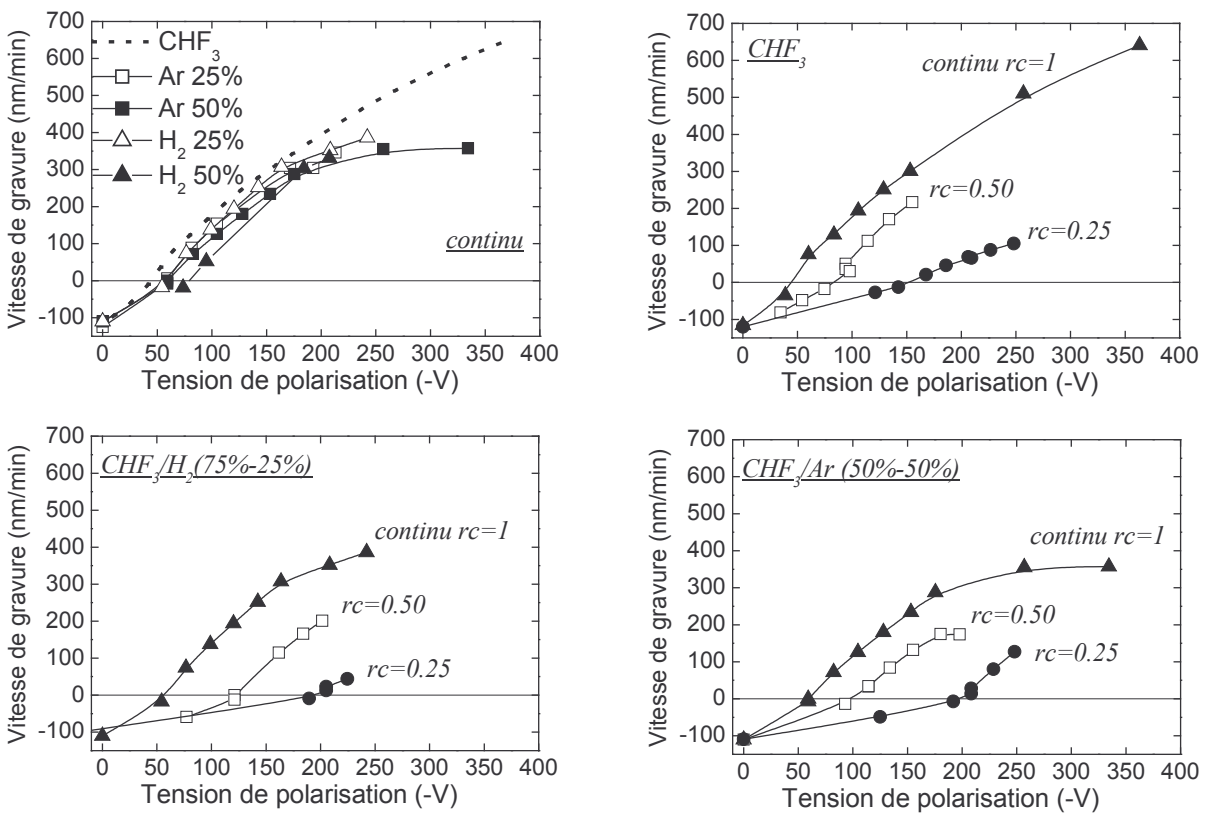 700
600
500
400
300
200
100
0
-100
Vitesse de gravure (nm/min)
CHF3
Ar 25%
Ar 50%
H2 25%
H2 50%
continu
0 50 100 150 200 250 300 350 400
Tension de polarisation (-V)
700
600
500
400
300
200
100
0
-100
Vitesse de gravure (nm/min)
CHF3
continu rc=1
rc=0.50
rc=0.25
0 50 100 150 200 250 300 350 400
Tension de polarisation (-V)
700
600
500
400
300
200
100
0
-100
Vitesse de gravure (nm/min)
CHF3/H2(75%-25%)
continu rc=1
rc=0.50
rc=0.25
0 50 100 150 200 250 300 350 400
Tension de polarisation (-V)
700
600
500
400
300
200
100
0
-100
Vitesse de gravure (nm/min)
CHF3/Ar (50%-50%)
continu rc=1
rc=0.50
rc=0.25
0 50 100 150 200 250 300 350 400
Tension de polarisation (-V)